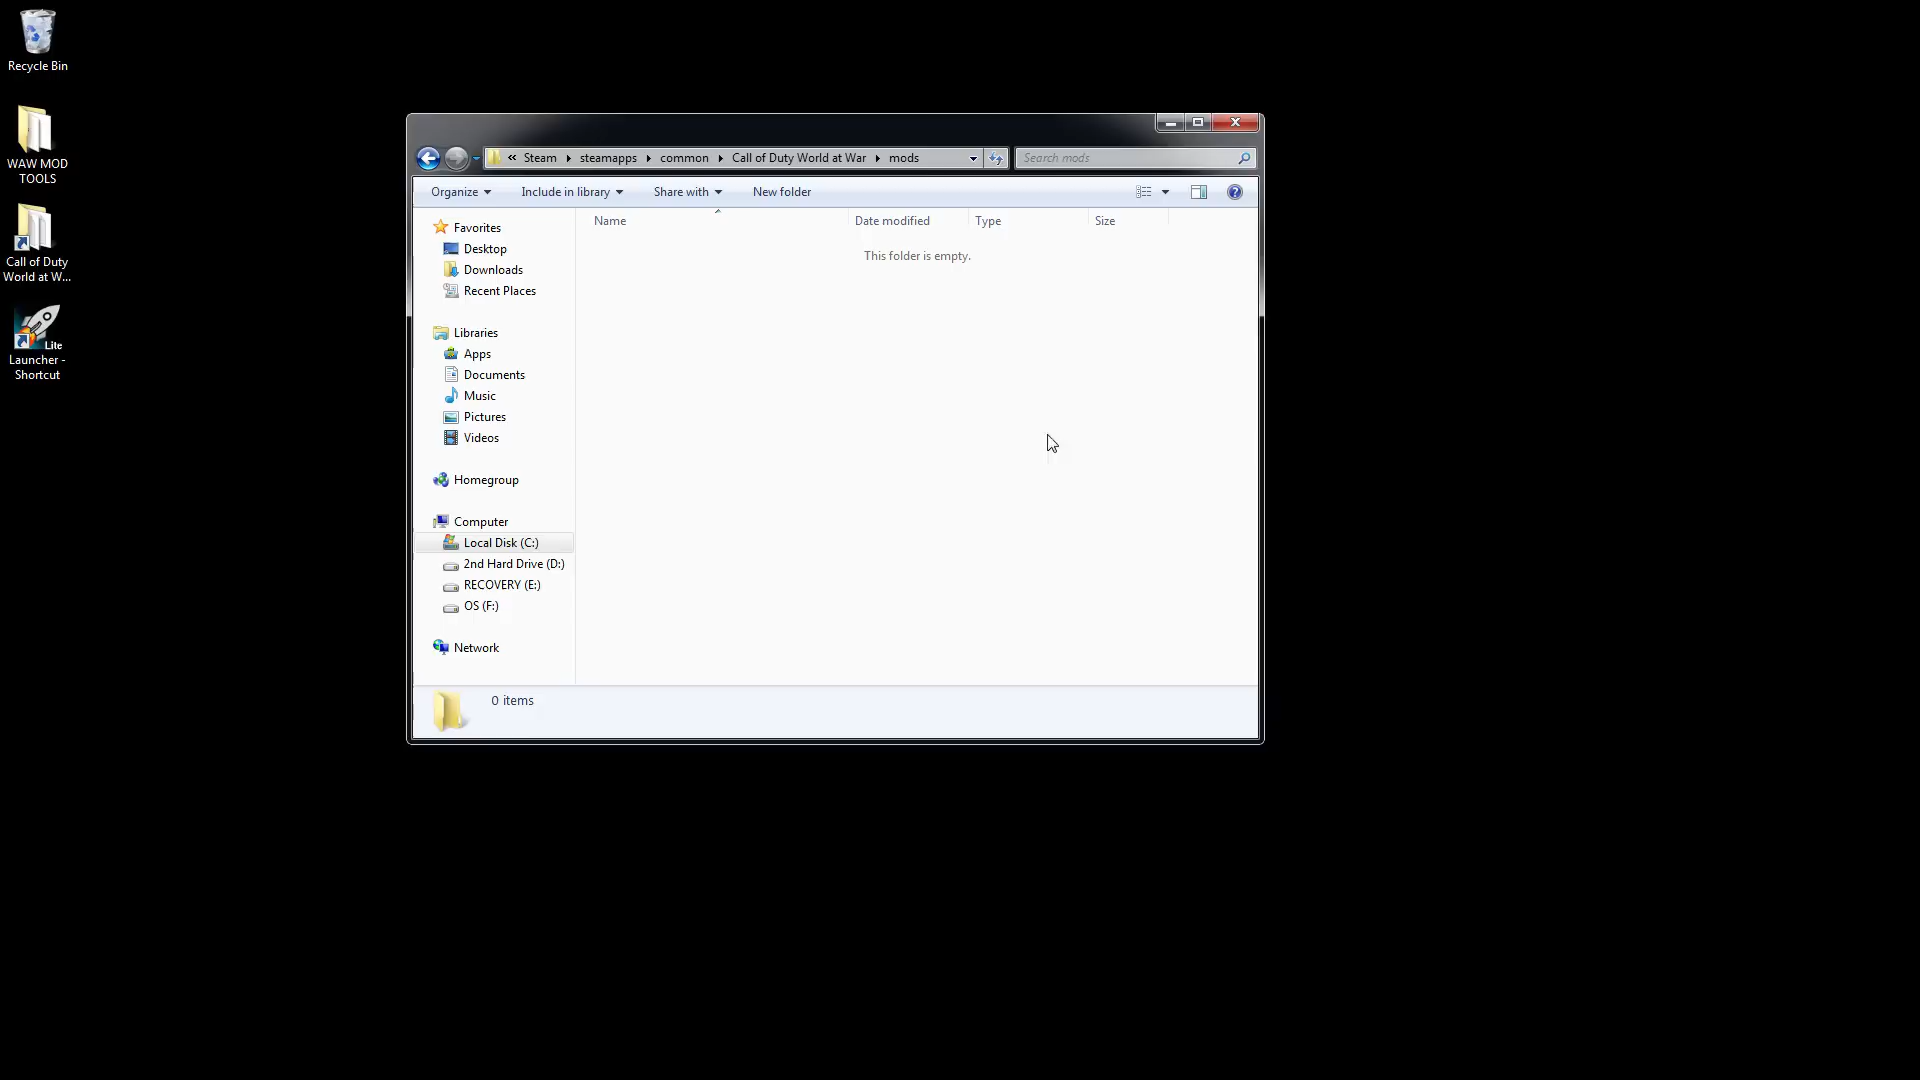 Recycle Bin
WAW MOD
TOOLS
Call of Duty
World at W...
Lite
Launcher -
Shortcut
« Steam steamapps common Call of Duty World at War mods
Search mods
Organize Include in library Share with New folder
Name Date modified Type Size
This folder is empty.
Favorites
Desktop
Downloads
Recent Places
Libraries
Apps
Documents
Music
Pictures
Videos
Homegroup
Computer
Local Disk (C:)
2nd Hard Drive (D:)
RECOVERY (E:)
OS (F:)
Network
0 items